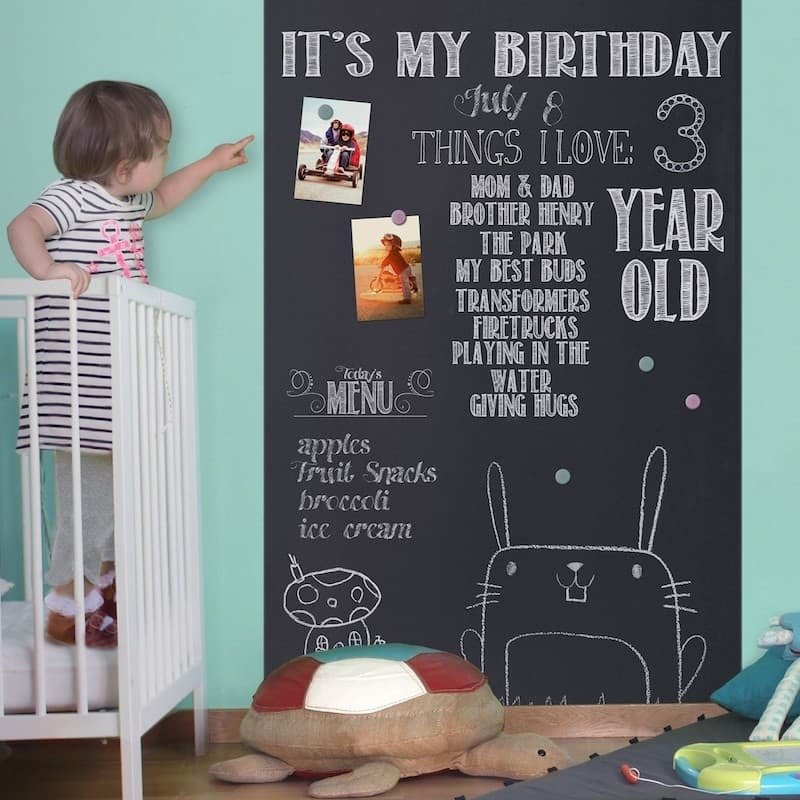 IT'S MY BIRTHDAY
July 8
THINGS I LOVE:
3
YEAR
OLD
MOM & DAD
BROTHER HENRY
THE PARK
MY BEST BUDS
TRANSFORMERS
FIRETRUCKS
PLAYING IN THE
WATER
GIVING HUGS
Today's
MENU
apples
Fruit Snacks
broccoli
ice cream